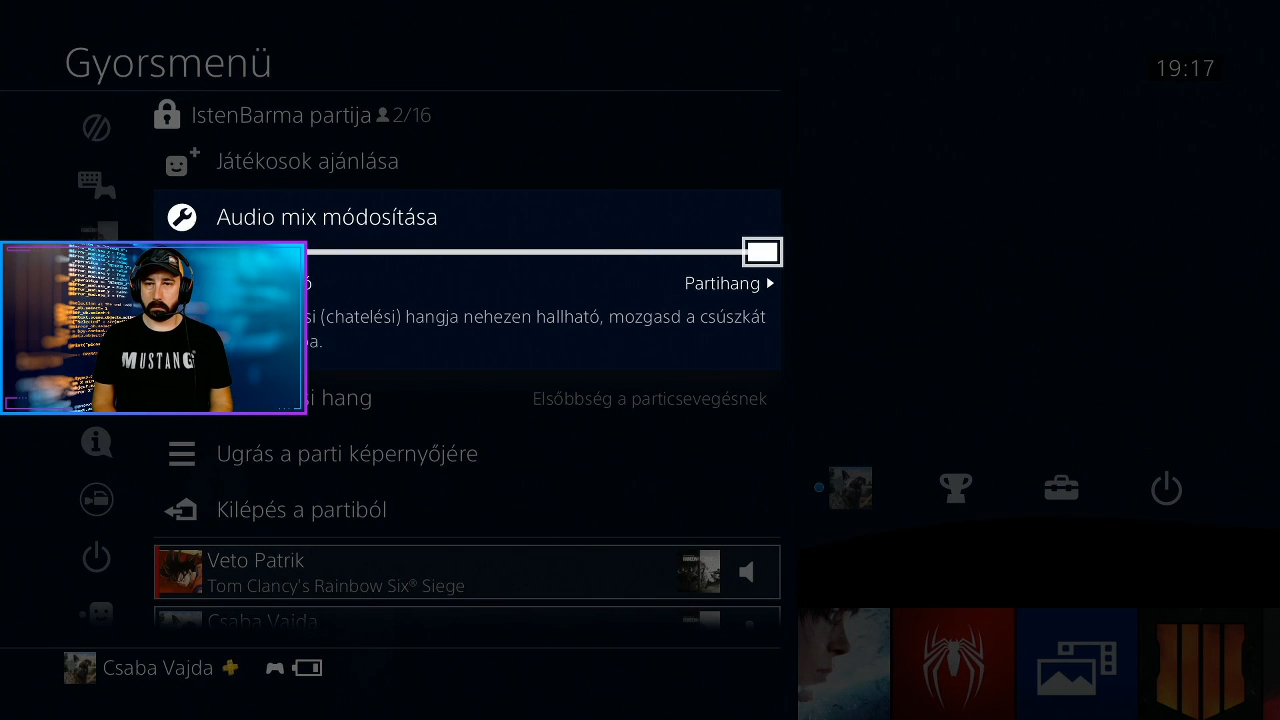 Gyorsmenü
19:17
IstenBarma partija 2/16
Játékosok ajánlása
Audio mix módosítása
Partihang
(chatelési) hangja nehezen hallható, mozgasd a csúszkát
hang
Elsőbbség a particsevegésnek
MUSTANG
Ugrás a parti képernyőjére
Kilépés a partiból
Veto Patrik
Tom Clancy's Rainbow Six® Siege
Csaba Vajda
Csaba Vajda